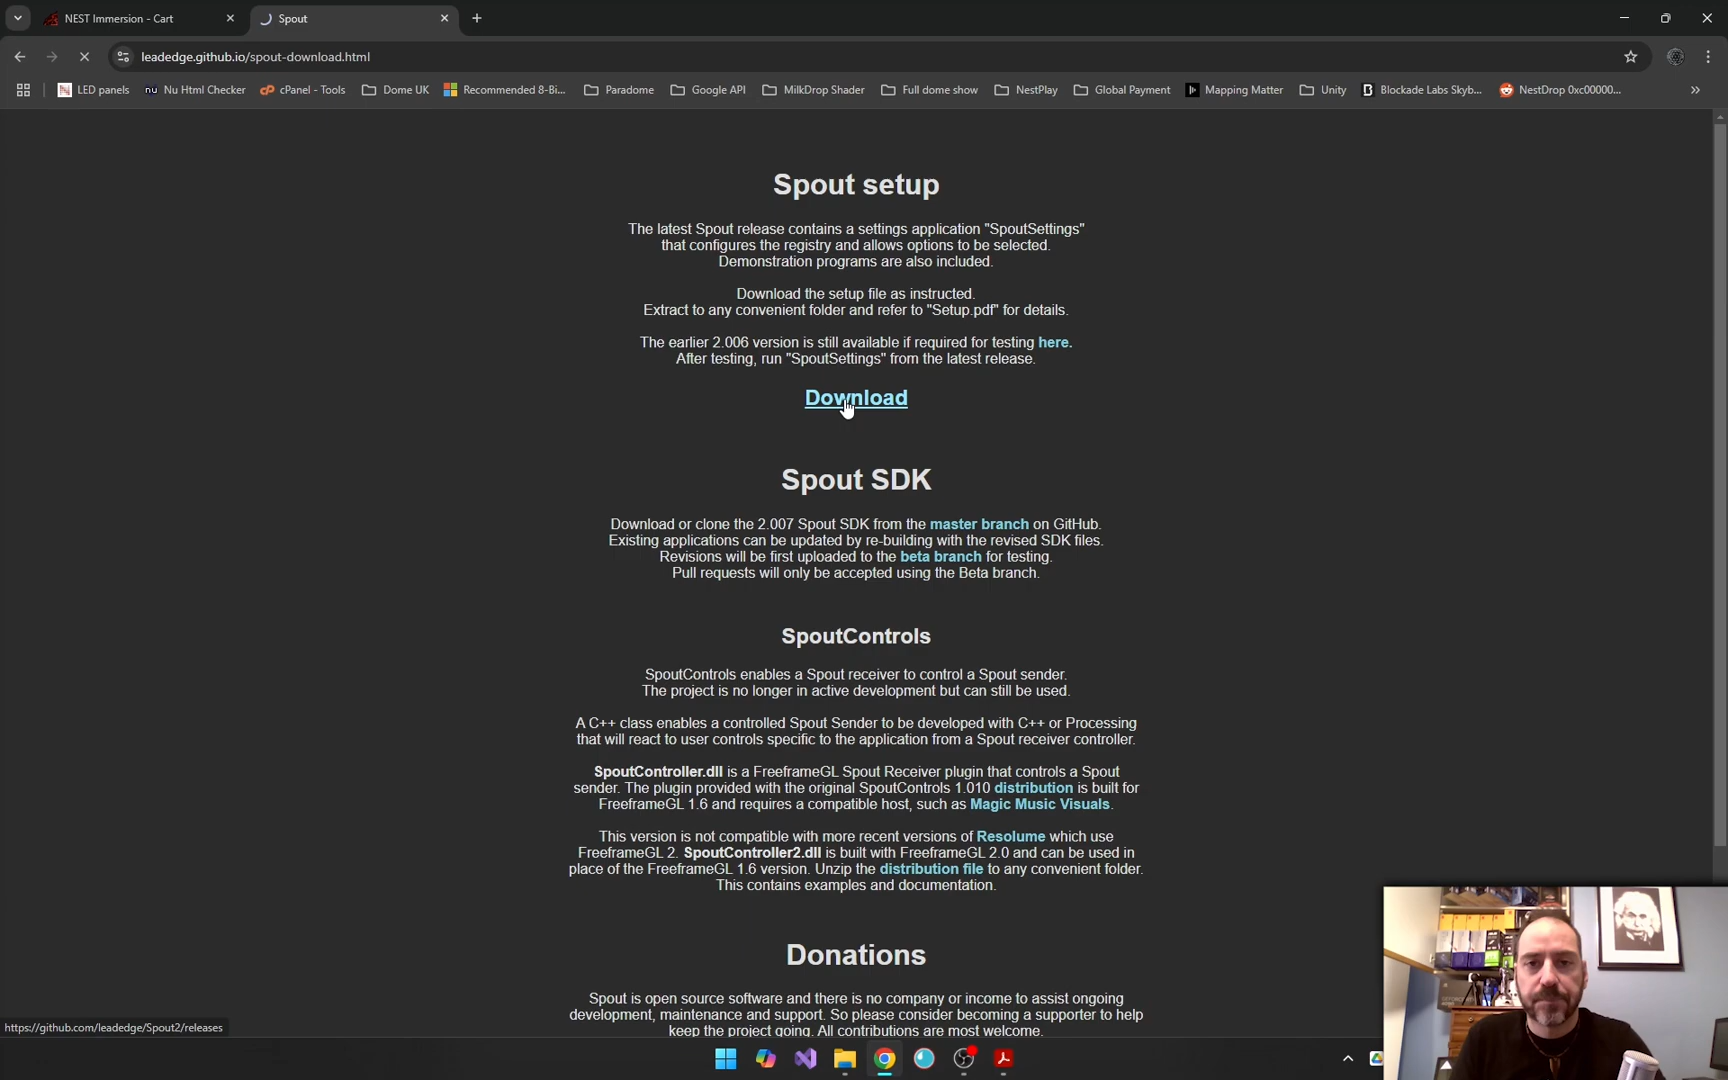 NEST Immersion - Cart
Spout
leadedge.github.io/spout-download.html
LED panels
nu Nu Html Checker
cPanel - Tools
Dome UK
Recommended 8-Bi...
Paradome
Google API
MilkDrop Shader
Full dome show
NestPlay
Global Payment
Mapping Matter
Unity
Blockade Labs Skyb...
NestDrop 0xc00000...
Spout setup
The latest Spout release contains a settings application "SpoutSettings"
that configures the registry and allows options to be selected.
Demonstration programs are also included.
Download the setup file as instructed.
Extract to any convenient folder and refer to "Setup.pdf" for details.
The earlier 2.006 version is still available if required for testing here.
After testing, run "SpoutSettings" from the latest release.
Download
Spout SDK
Download or clone the 2.007 Spout SDK from the master branch on GitHub.
Existing applications can be updated by re-building with the revised SDK files.
Revisions will be first uploaded to the beta branch for testing.
Pull requests will only be accepted using the Beta branch.
SpoutControls
SpoutControls enables a Spout receiver to control a Spout sender.
The project is no longer in active development but can still be used.
A C++ class enables a controlled Spout Sender to be developed with C++ or Processing
that will react to user controls specific to the application from a Spout receiver controller.
SpoutController.dll is a FreeframeGL Spout Receiver plugin that controls a Spout
sender. The plugin provided with the original SpoutControls 1.010 distribution is built for
FreeframeGL 1.6 and requires a compatible host, such as Magic Music Visuals.
This version is not compatible with more recent versions of Resolume which use
FreeframeGL 2. SpoutController2.dll is built with FreeframeGL 2.0 and can be used in
place of the FreeframeGL 1.6 version. Unzip the distribution file to any convenient folder.
This contains examples and documentation.
Donations
Spout is open source software and there is no company or income to assist ongoing
development, maintenance and support. So please consider becoming a supporter to help
keep the project going. All contributions are most welcome.
https://github.com/leadedge/Spout2/releases